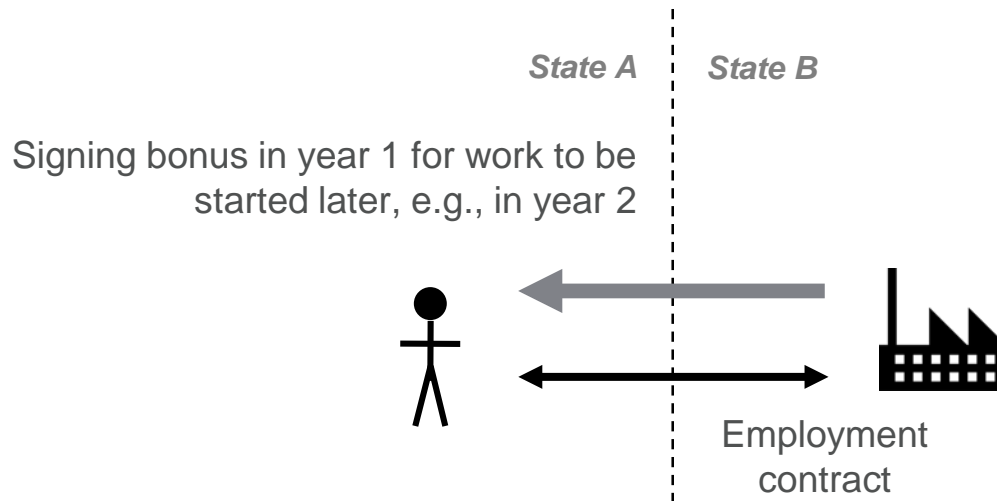 State A
State B
Signing bonus in year 1 for work to be
started later, e.g., in year 2
Employment
contract